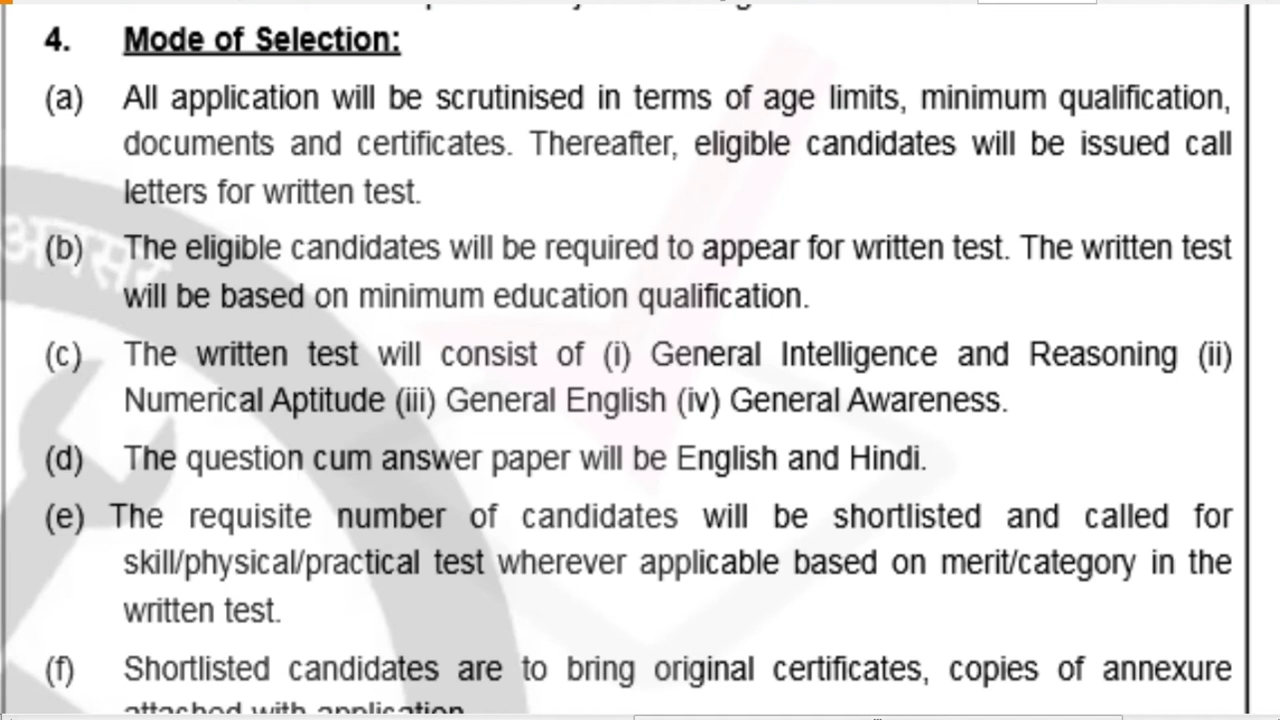 4. Mode of Selection:
(a) All application will be scrutinised in terms of age limits, minimum qualification,
documents and certificates. Thereafter, eligible candidates will be issued call
letters for written test.
(b) The eligible candidates will be required to appear for written test. The written test
will be based on minimum education qualification.
(c) The written test will consist of (i) General Intelligence and Reasoning (ii)
Numerical Aptitude (iii) General English (iv) General Awareness.
(d) The question cum answer paper will be English and Hindi.
(e) The requisite number of candidates will be shortlisted and called for
skill/physical/practical test wherever applicable based on merit/category in the
written test.
(f) Shortlisted candidates are to bring original certificates, copies of annexure
attached with application.